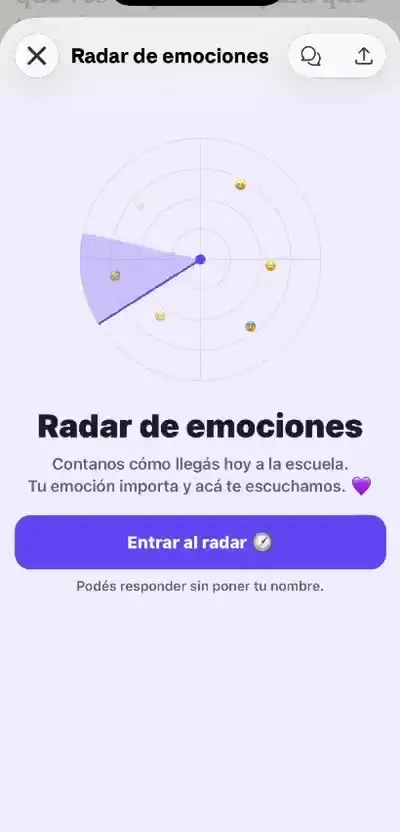 Radar de emociones
Radar de emociones
Contanos cómo llegás hoy a la escuela.
Tu emoción importa y acá te escuchamos. 💜
Entrar al radar 🧭
Podés responder sin poner tu nombre.